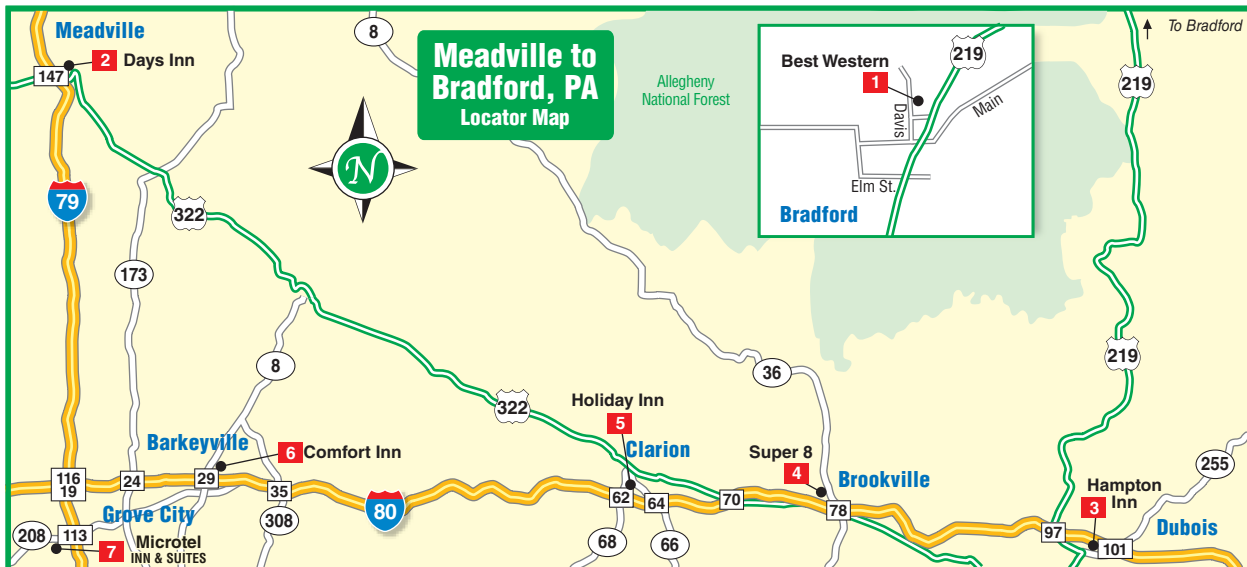 Meadville to
Bradford, PA
Locator Map
Meadville
2 Days Inn
147
79
322
173
8
8
Allegheny
National Forest
Best Western
1
219
Davis
Main
Elm St.
Bradford
To Bradford
219
219
36
322
Holiday Inn
5
Clarion
Super 8
4
Brookville
Barkeyville
6 Comfort Inn
116
19
24
29
35
80
62
64
70
78
97
Hampton
Inn
3
101
Dubois
255
Grove City
208
113
7 Microtel
INN & SUITES
308
68
66
N